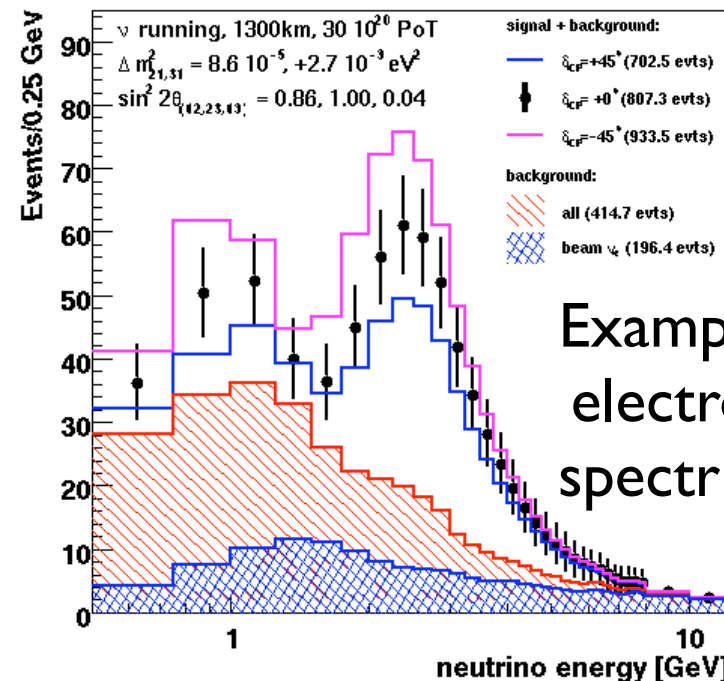 Events/0.25 GeV
90
80
70
60
50
40
30
20
10
0
ν running, 1300km, 30 10²⁰ PoT
Δ m²₂₁,₃₁ = 8.6 10⁻⁵, +2.7 10⁻³ eV²
sin² 2θ₍₁₂,₂₃,₁₃₎ = 0.86, 1.00, 0.04
signal + background:
δCP=+45° (702.5 evts)
δCP=+0° (807.3 evts)
δCP=-45° (933.5 evts)
background:
all (414.7 evts)
beam νₑ (196.4 evts)
Examp
electr
spectr
1
10
neutrino energy [GeV]